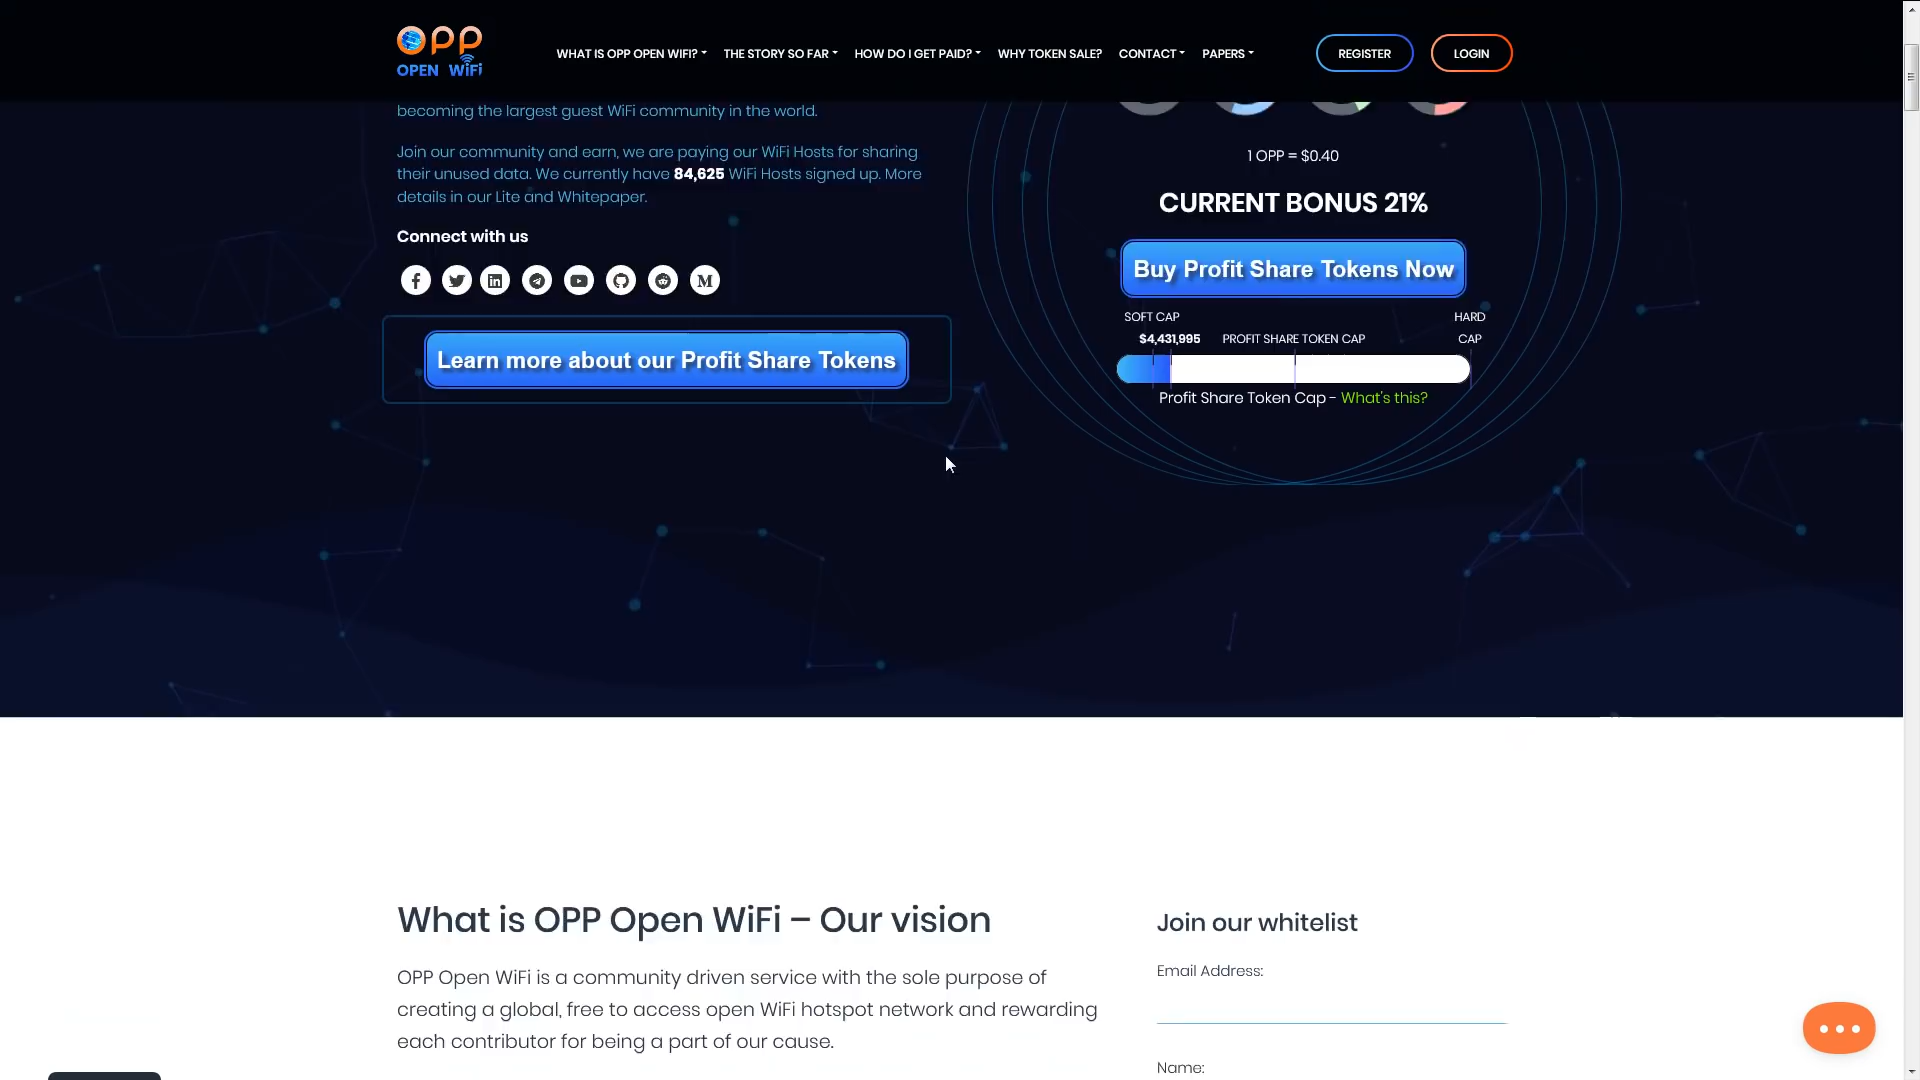 OPP
OPEN WiFi
WHAT IS OPP OPEN WIFI?
THE STORY SO FAR
HOW DO I GET PAID?
WHY TOKEN SALE?
CONTACT
PAPERS
REGISTER
LOGIN
becoming the largest guest WiFi community in the world.
Join our community and earn, we are paying our WiFi Hosts for sharing
their unused data. We currently have 84,625 WiFi Hosts signed up. More
details in our Lite and Whitepaper.
Connect with us
Learn more about our Profit Share Tokens
1 OPP = $0.40
CURRENT BONUS 21%
Buy Profit Share Tokens Now
SOFT CAP
HARD
$4,431,995
PROFIT SHARE TOKEN CAP
CAP
Profit Share Token Cap - What's this?
What is OPP Open WiFi – Our vision
OPP Open WiFi is a community driven service with the sole purpose of
creating a global, free to access open WiFi hotspot network and rewarding
each contributor for being a part of our cause.
Join our whitelist
Email Address:
Name: